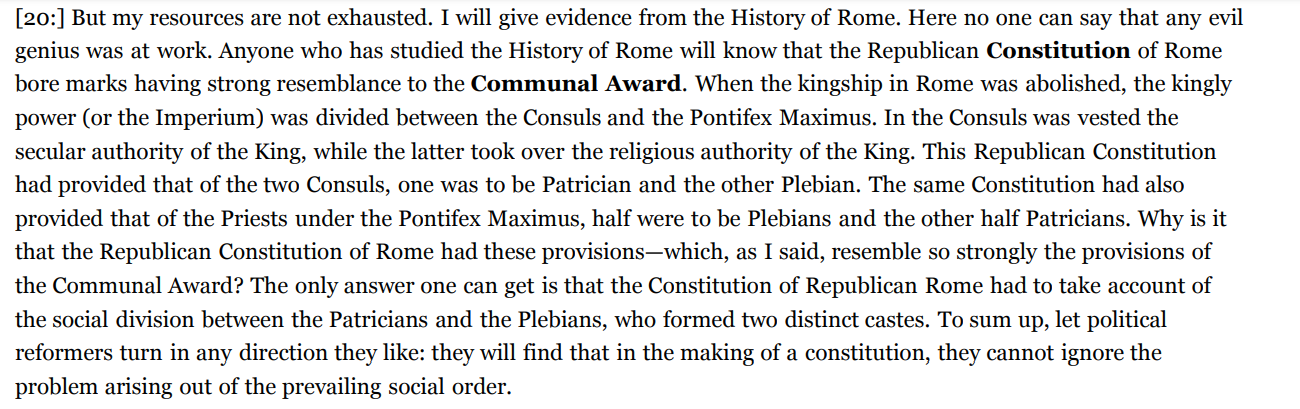 [20:] But my resources are not exhausted. I will give evidence from the History of Rome. Here no one can say that any evil
genius was at work. Anyone who has studied the History of Rome will know that the Republican Constitution of Rome
bore marks having strong resemblance to the Communal Award. When the kingship in Rome was abolished, the kingly
power (or the Imperium) was divided between the Consuls and the Pontifex Maximus. In the Consuls was vested the
secular authority of the King, while the latter took over the religious authority of the King. This Republican Constitution
had provided that of the two Consuls, one was to be Patrician and the other Plebian. The same Constitution had also
provided that of the Priests under the Pontifex Maximus, half were to be Plebians and the other half Patricians. Why is it
that the Republican Constitution of Rome had these provisions—which, as I said, resemble so strongly the provisions of
the Communal Award? The only answer one can get is that the Constitution of Republican Rome had to take account of
the social division between the Patricians and the Plebians, who formed two distinct castes. To sum up, let political
reformers turn in any direction they like: they will find that in the making of a constitution, they cannot ignore the
problem arising out of the prevailing social order.